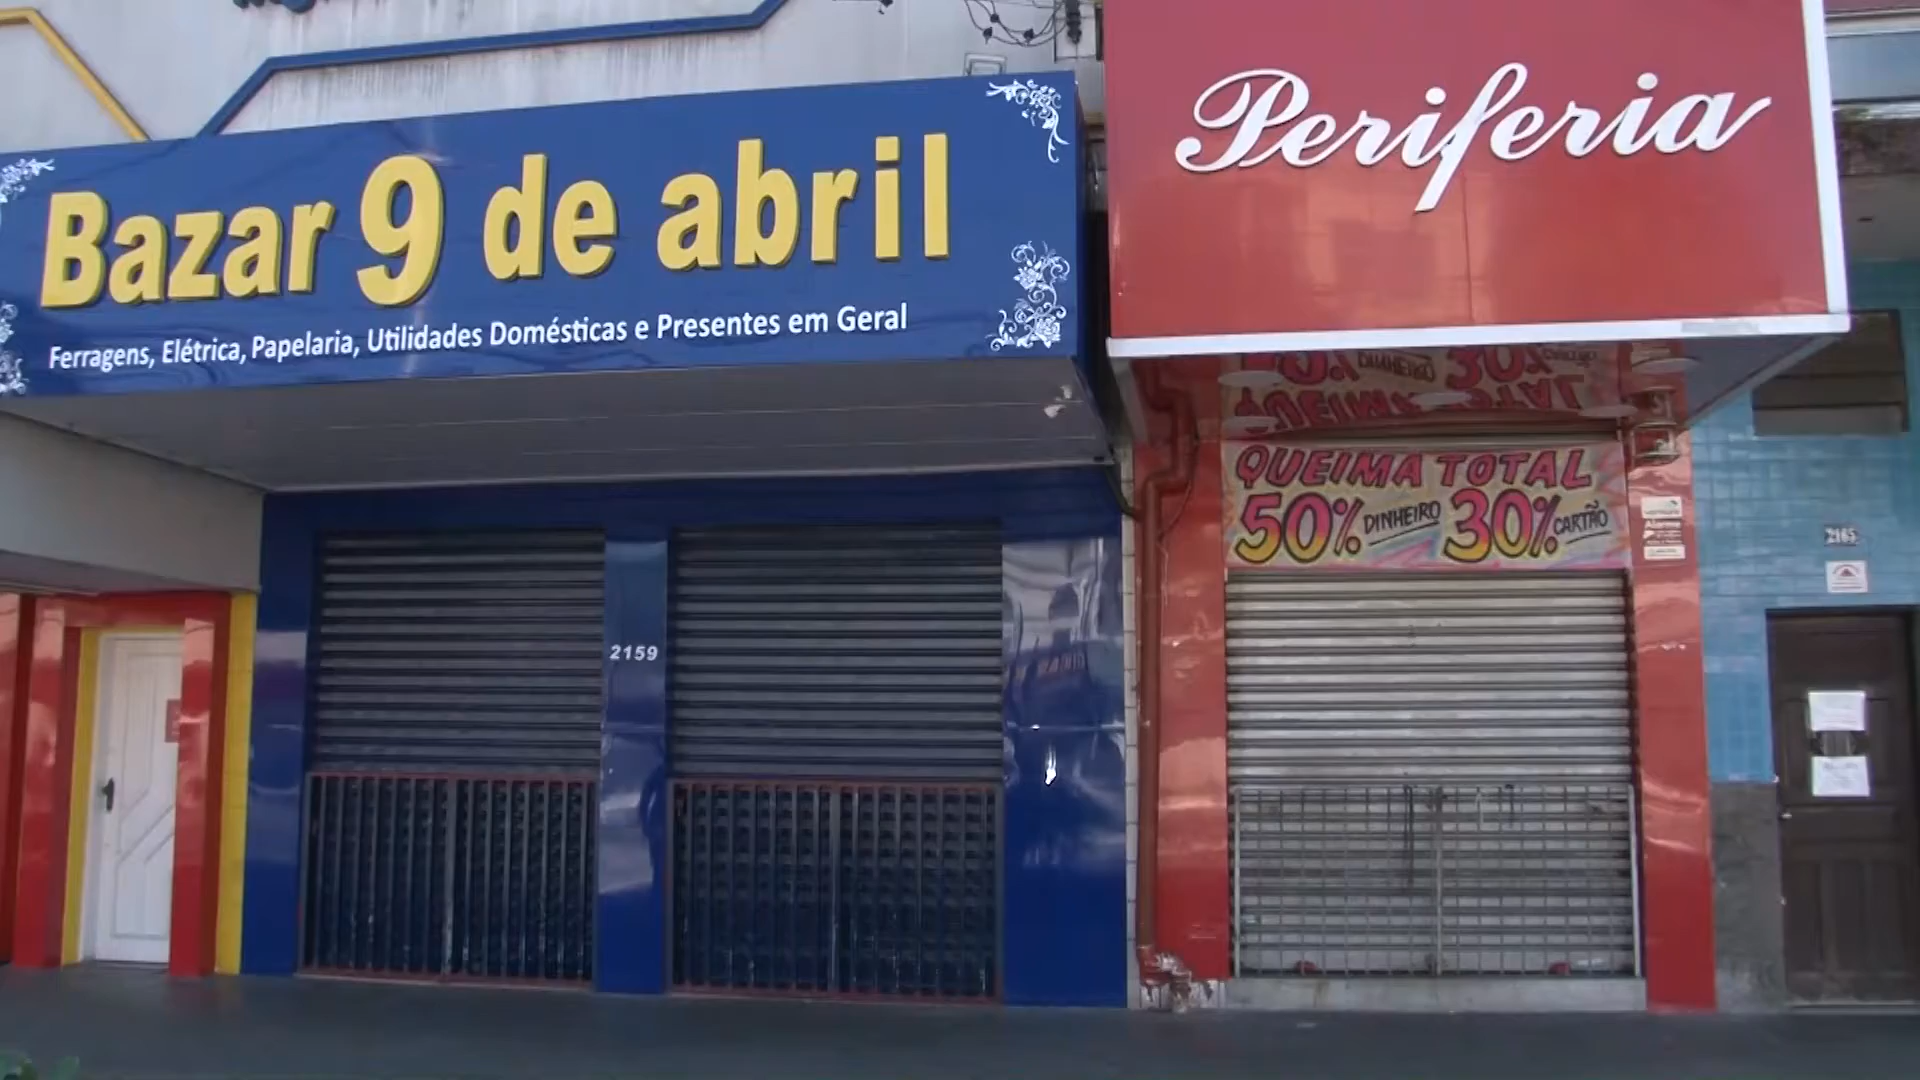 Bazar 9 de abril
Ferragens, Elétrica, Papelaria, Utilidades Domésticas e Presentes em Geral
2159
Periferia
QUEIMA TOTAL
50% DINHEIRO 30% CARTÃO
Alarme
2165